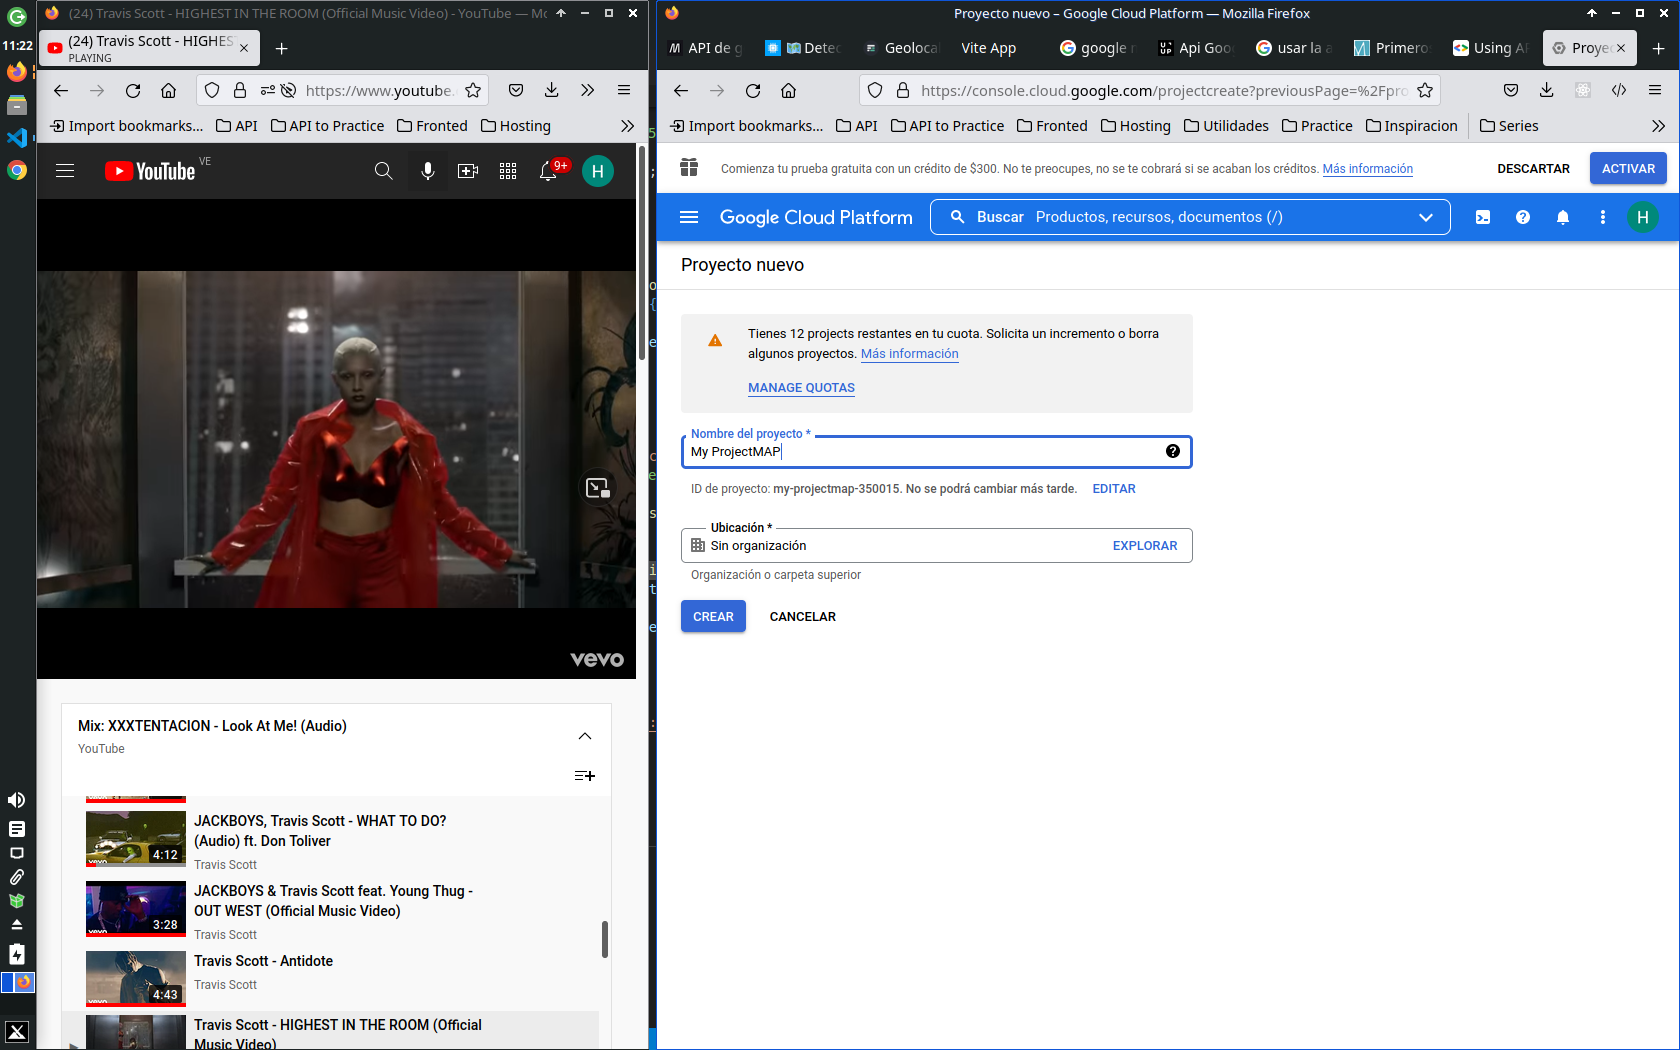 11:22
(24) Travis Scott - HIGHEST IN THE ROOM (Official Music Video) - YouTube — Mo
(24) Travis Scott - HIGHES
PLAYING
https://www.youtube.
Import bookmarks...
API
API to Practice
Fronted
Hosting
YouTube
VE
9+
H
vevo
Mix: XXXTENTACION - Look At Me! (Audio)
YouTube
4:12
JACKBOYS, Travis Scott - WHAT TO DO?
(Audio) ft. Don Toliver
Travis Scott
3:28
JACKBOYS & Travis Scott feat. Young Thug -
OUT WEST (Official Music Video)
Travis Scott
4:43
Travis Scott - Antidote
Travis Scott
Travis Scott - HIGHEST IN THE ROOM (Official
Music Video)
Proyecto nuevo – Google Cloud Platform — Mozilla Firefox
API de g
Detec
Geoloca
Vite App
google m
Api Goo
usar la a
Primero
Using AP
Proyec
https://console.cloud.google.com/projectcreate?previousPage=%2Fpro
Import bookmarks...
API
API to Practice
Fronted
Hosting
Utilidades
Practice
Inspiracion
Series
Comienza tu prueba gratuita con un crédito de $300. No te preocupes, no se te cobrará si se acaban los créditos. Más información
DESCARTAR
ACTIVAR
Google Cloud Platform
Buscar Productos, recursos, documentos (/)
H
Proyecto nuevo
Tienes 12 projects restantes en tu cuota. Solicita un incremento o borra
algunos proyectos. Más información
MANAGE QUOTAS
Nombre del proyecto *
My ProjectMAP
ID de proyecto: my-projectmap-350015. No se podrá cambiar más tarde. EDITAR
Ubicación *
Sin organización
EXPLORAR
Organización o carpeta superior
CREAR
CANCELAR